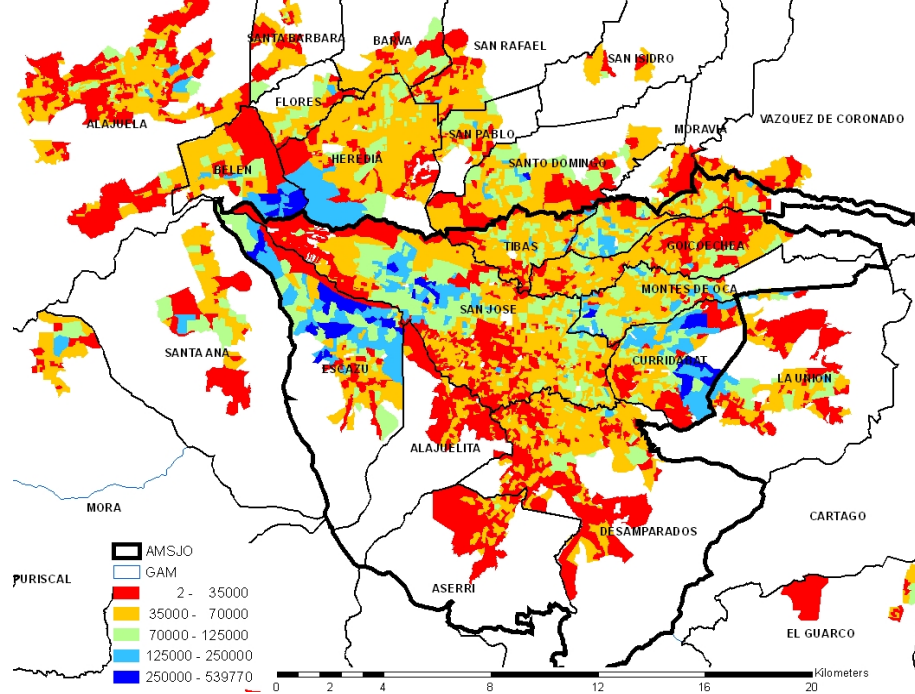 SANTA BARBARA
BARVA
SAN RAFAEL
SAN ISIDRO
FLORES
ALAJUELA
SAN PABLO
MORAVIA
VAZQUEZ DE CORONADO
HEREDIA
SANTO DOMINGO
BELEN
TIBAS
GOICOECHEA
MONTES DE OCA
SAN JOSE
SANTA ANA
ESCAZU
CURRIDABAT
LA UNION
ALAJUELITA
MORA
CARTAGO
DESAMPARADOS
PURISCAL
ASERRI
EL GUARCO
AMSJO
GAM
2 - 35000
35000 - 70000
70000 - 125000
125000 - 250000
250000 - 539770
Kilometers
0 2 4 8 12 16 20